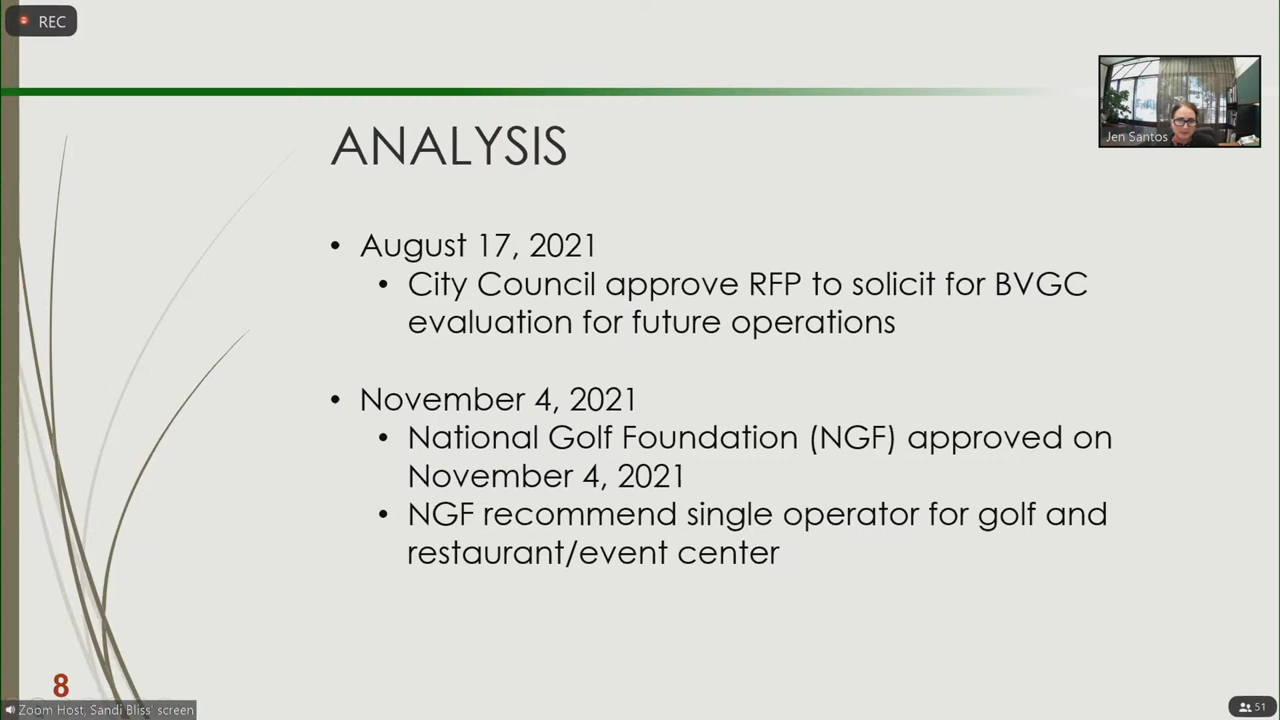 REC
Jen Santos
ANALYSIS
• August 17, 2021
• City Council approve RFP to solicit for BVGC
evaluation for future operations
• November 4, 2021
• National Golf Foundation (NGF) approved on
November 4, 2021
• NGF recommend single operator for golf and
restaurant/event center
8
Zoom Host, Sandi Bliss' screen
51